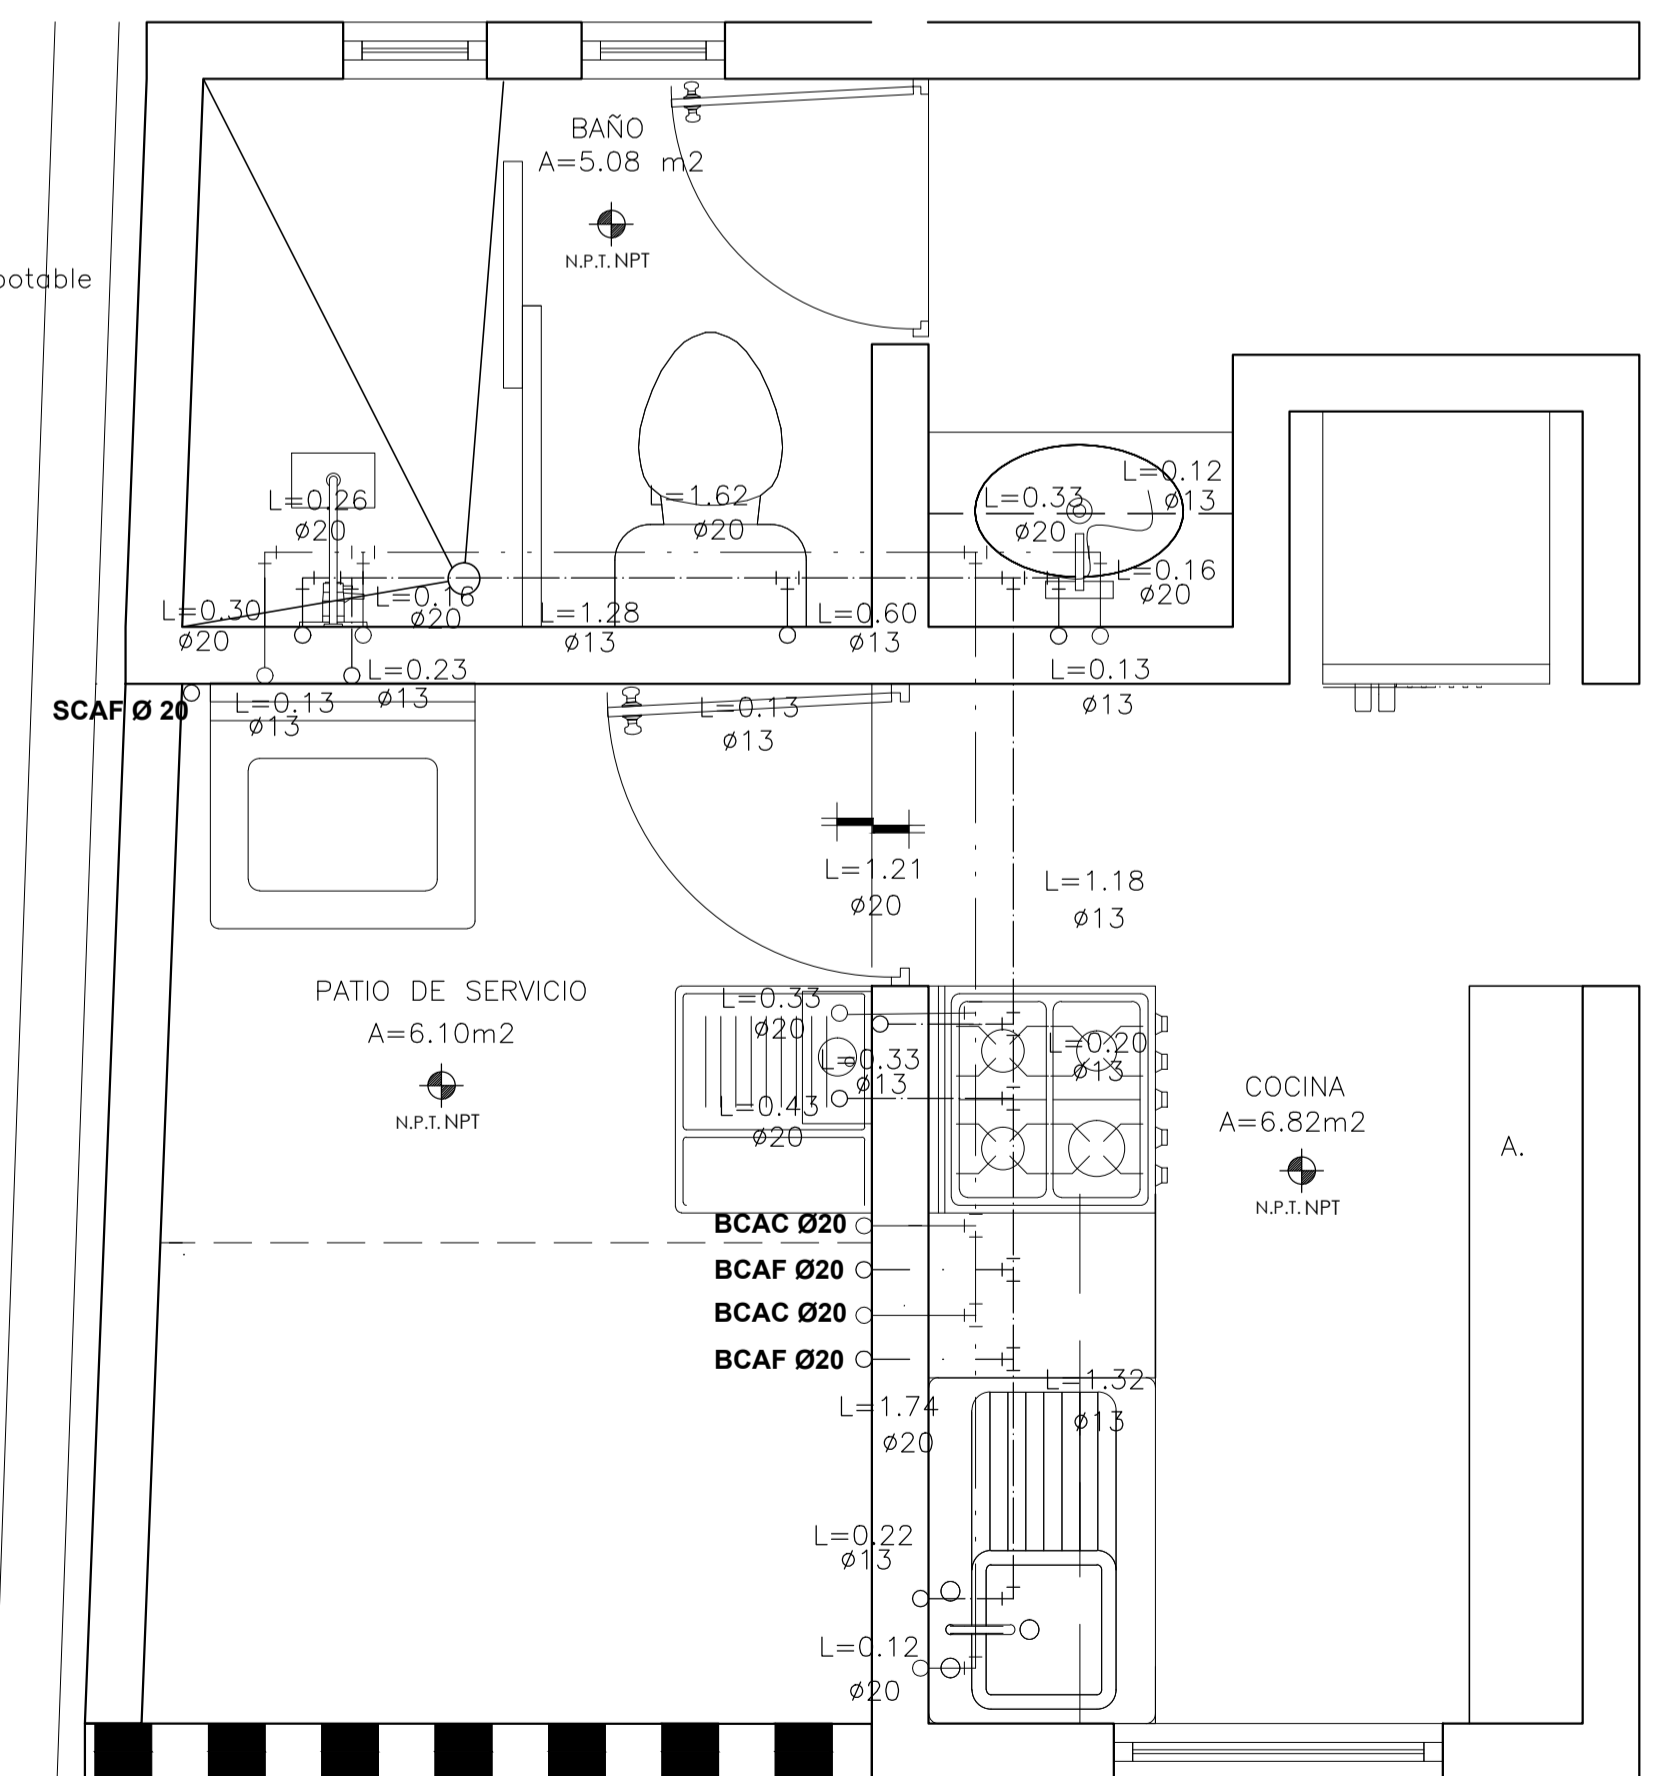 BAÑO
A=5.08 m2
N.P.T. NPT
potable
L=0.26
ø20
L=1.62
ø20
L=0.33
ø20
L=0.12
ø13
L=0.30
ø20
L=0.16
ø20
L=1.28
ø13
L=0.60
ø13
L=0.16
ø20
L=0.23
ø13
L=0.13
ø13
SCAF Ø 20
L=0.13
ø13
L=0.13
ø13
L=1.21
ø20
L=1.18
ø13
PATIO DE SERVICIO
A=6.10m2
N.P.T. NPT
L=0.33
ø20
L=0.33
ø13
L=0.43
ø20
L=0.20
ø13
COCINA
A=6.82m2
N.P.T. NPT
A.
BCAC Ø20
BCAF Ø20
BCAC Ø20
BCAF Ø20
L=1.32
ø13
L=1.74
ø20
L=0.22
ø13
L=0.12
ø20